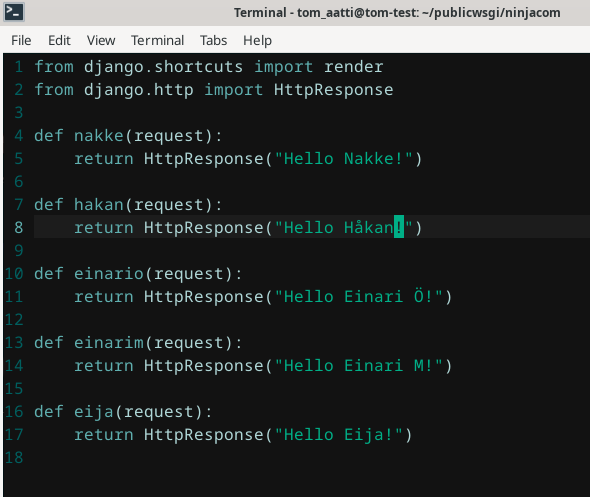 Terminal - tom_aatti@tom-test: ~/publicwsgi/ninjacom
File Edit View Terminal Tabs Help
1 from django.shortcuts import render
2 from django.http import HttpResponse
3
4 def nakke(request):
5     return HttpResponse("Hello Nakke!")
6
7 def hakan(request):
8     return HttpResponse("Hello Håkan!")
9
10 def einario(request):
11     return HttpResponse("Hello Einari Ö!")
12
13 def einarim(request):
14     return HttpResponse("Hello Einari M!")
15
16 def eija(request):
17     return HttpResponse("Hello Eija!")
18